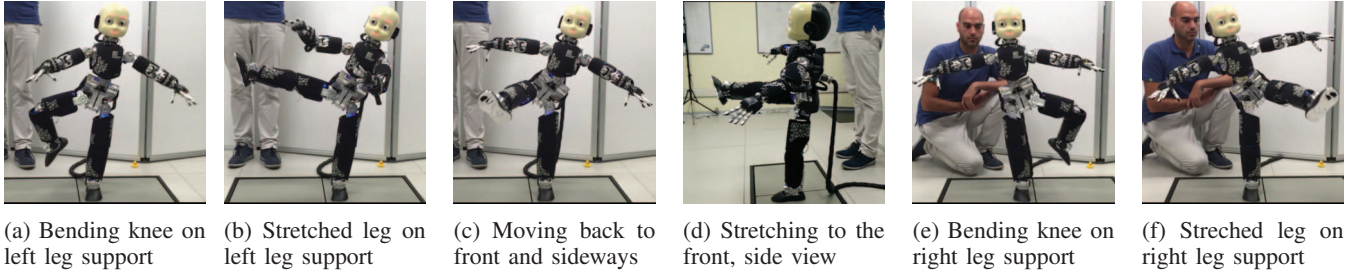 (a) Bending knee on
left leg support
(b) Stretched leg on
left leg support
(c) Moving back to
front and sideways
(d) Stretching to the
front, side view
(e) Bending knee on
right leg support
(f) Streched leg on
right leg support